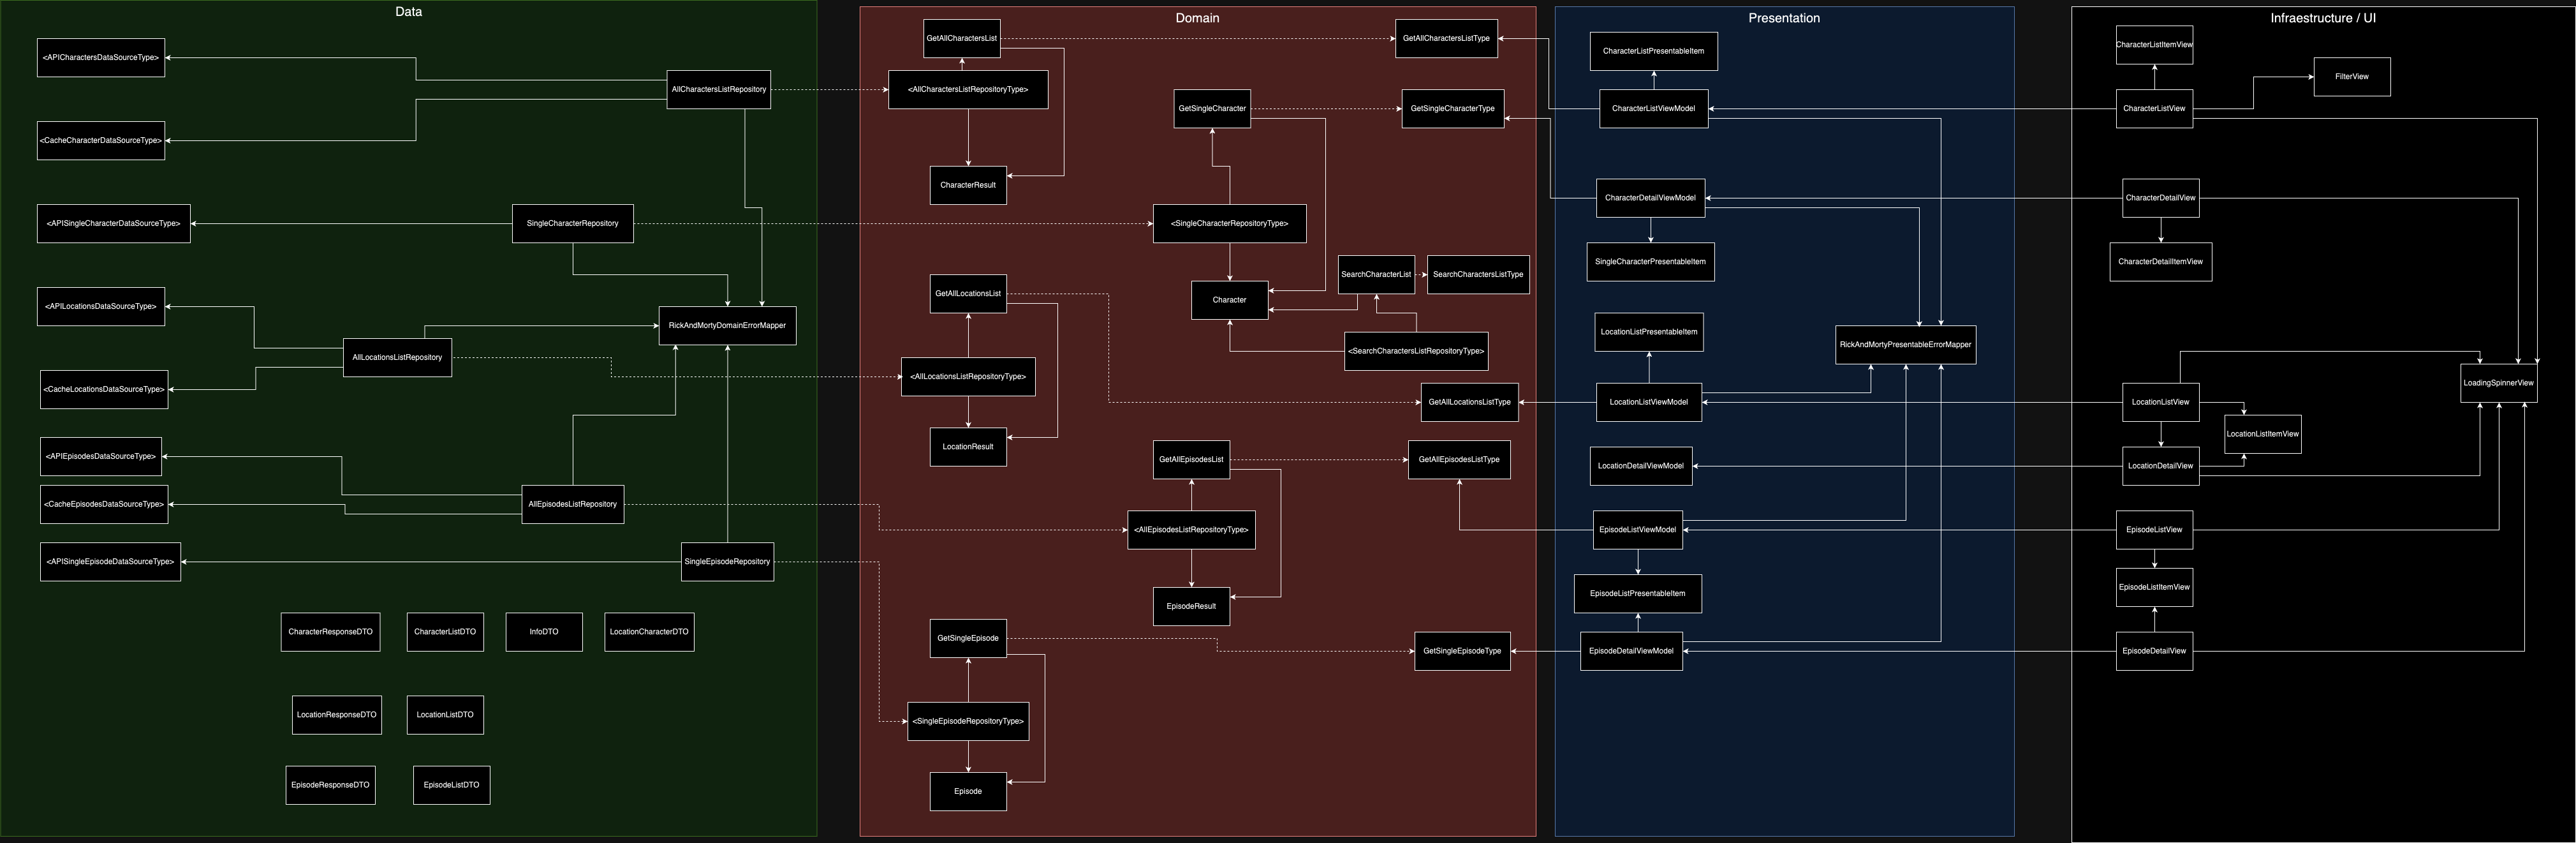 Data
<APICharactersDataSourceType>
AllCharactersListRepository
<CacheCharacterDataSourceType>
<APISingleCharacterDataSourceType>
SingleCharacterRepository
<APILocationsDataSourceType>
RickAndMortyDomainErrorMapper
AllLocationsListRepository
<CacheLocationsDataSourceType>
<APIEpisodesDataSourceType>
<CacheEpisodesDataSourceType>
AllEpisodesListRepository
<APISingleEpisodeDataSourceType>
SingleEpisodeRepository
CharacterResponseDTO
CharacterListDTO
InfoDTO
LocationCharacterDTO
LocationResponseDTO
LocationListDTO
EpisodeResponseDTO
EpisodeListDTO
Domain
GetAllCharactersList
GetAllCharactersListType
<AllCharactersListRepositoryType>
GetSingleCharacter
GetSingleCharacterType
CharacterResult
<SingleCharacterRepositoryType>
SearchCharacterList
SearchCharactersListType
GetAllLocationsList
Character
<SearchCharactersListRepositoryType>
<AllLocationsListRepositoryType>
GetAllLocationsListType
LocationResult
GetAllEpisodesList
GetAllEpisodesListType
<AllEpisodesListRepositoryType>
EpisodeResult
GetSingleEpisode
GetSingleEpisodeType
<SingleEpisodeRepositoryType>
Episode
Presentation
CharacterListPresentableItem
CharacterListViewModel
CharacterDetailViewModel
SingleCharacterPresentableItem
LocationListPresentableItem
RickAndMortyPresentableErrorMapper
LocationListViewModel
LocationDetailViewModel
EpisodeListViewModel
EpisodeListPresentableItem
EpisodeDetailViewModel
Infraestructure / UI
CharacterListItemView
FilterView
CharacterListView
CharacterDetailView
CharacterDetailItemView
LoadingSpinnerView
LocationListView
LocationListItemView
LocationDetailView
EpisodeListView
EpisodeListItemView
EpisodeDetailView